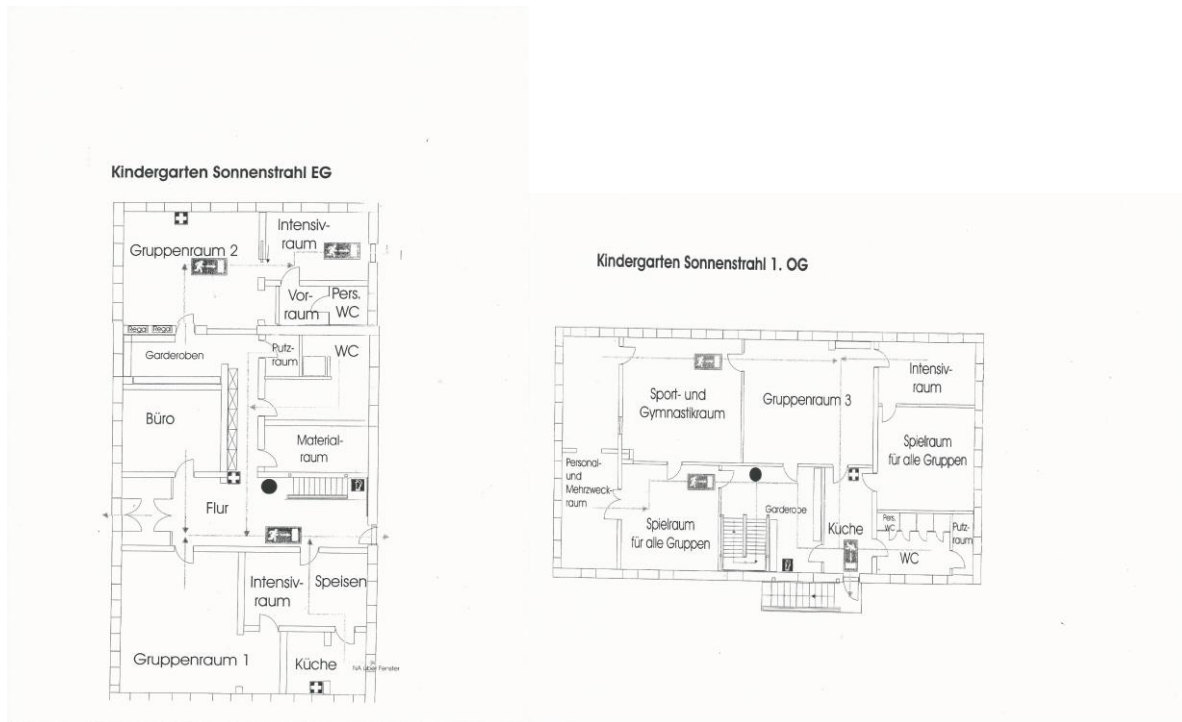 Kindergarten Sonnenstrahl EG
Intensiv-
raum
Gruppenraum 2
Vor-
raum
Pers.
WC
Regal
Regal
Garderoben
Putz-
raum
WC
Büro
Material-
raum
Flur
Intensiv-
raum
Speisen
Gruppenraum 1
Küche
NA über Fenster
Kindergarten Sonnenstrahl 1. OG
Sport- und
Gymnastikraum
Gruppenraum 3
Intensiv-
raum
Spielraum
für alle Gruppen
Personal-
und
Mehrzweck-
raum
Spielraum
für alle Gruppen
Garderobe
Küche
Pers.
WC
WC
Putz-
raum